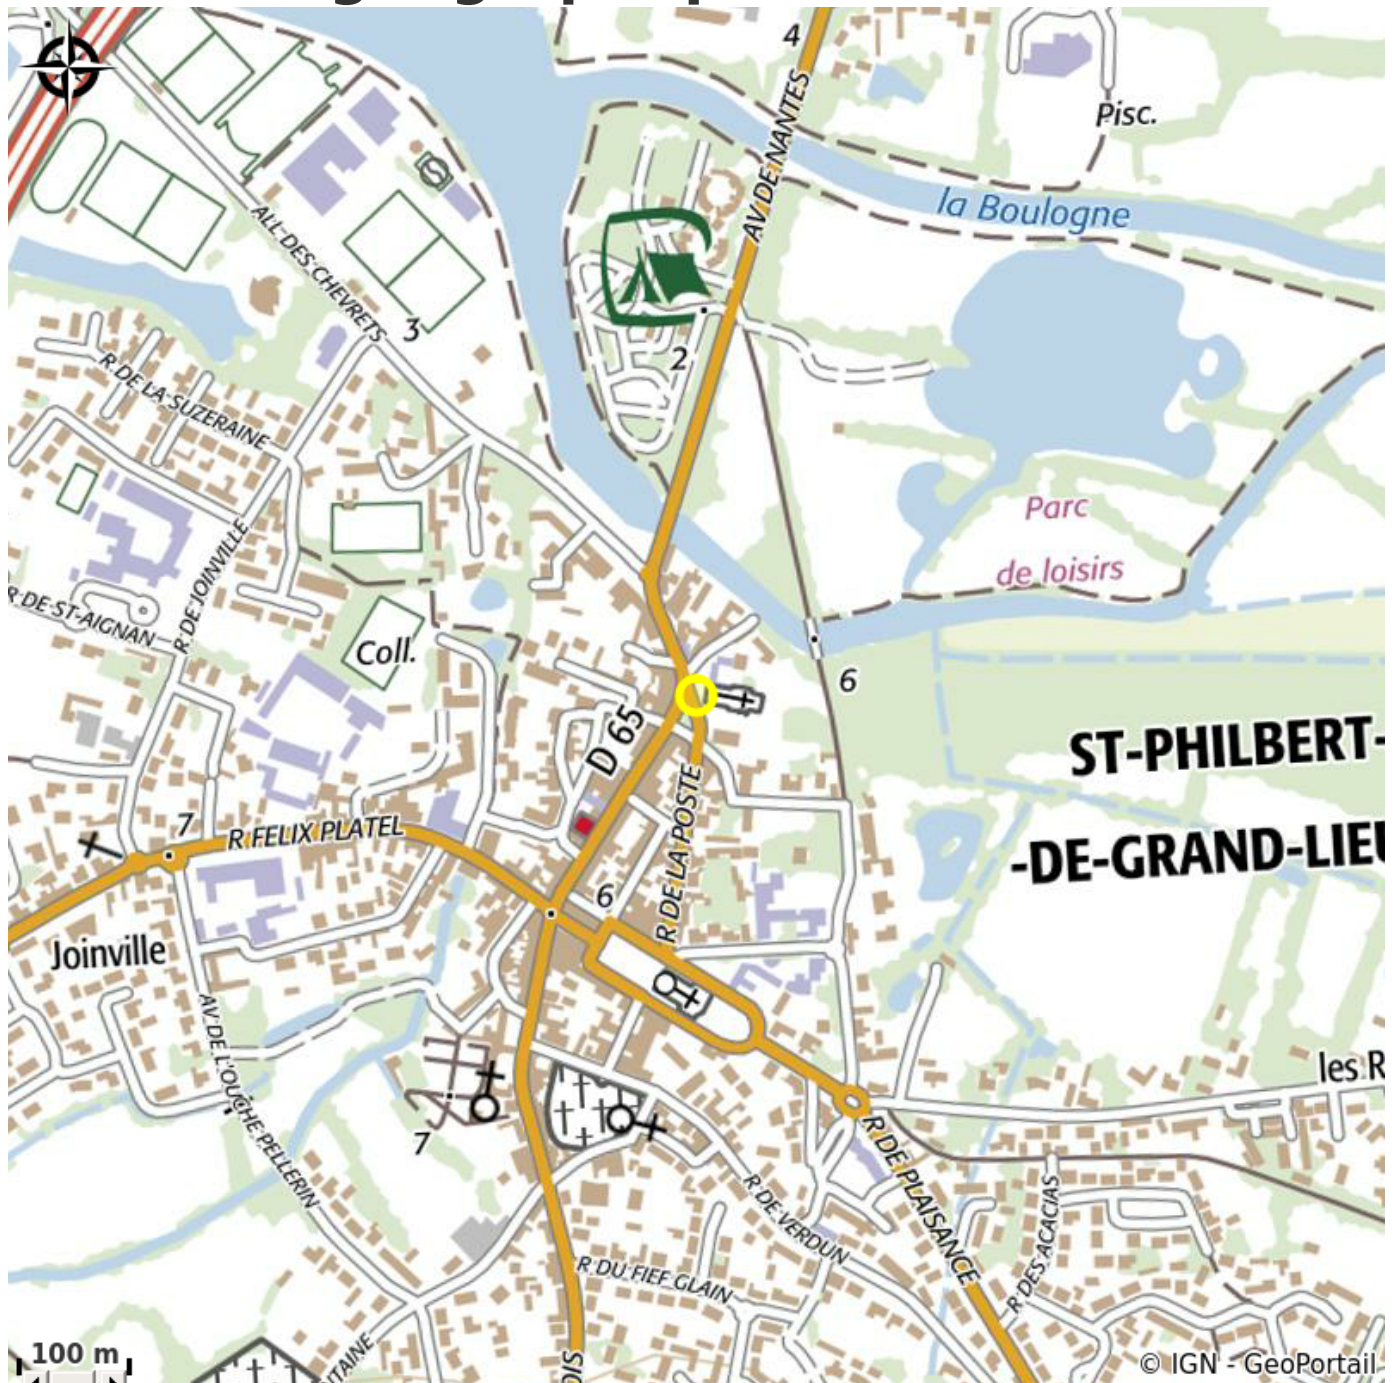 4
AV DE NANTES
Pisc.
la Boulogne
ALL DES CHEVRETS
3
2
R DE LA SUZERAINE
Parc
de loisirs
R DE JOINVILLE
R DE ST-AIGNAN
Coll.
6
D 65
ST-PHILBERT-
-DE-GRAND-LIEU
R DE LA POSTE
7
R FELIX PLATEL
6
Joinville
AV DE L'OUCHE PELLERIN
les R
7
R DE PLAISANCE
R DE VERDUN
R DES ACACIAS
R DU FIEF GLAIN
100 m
© IGN - GeoPortail